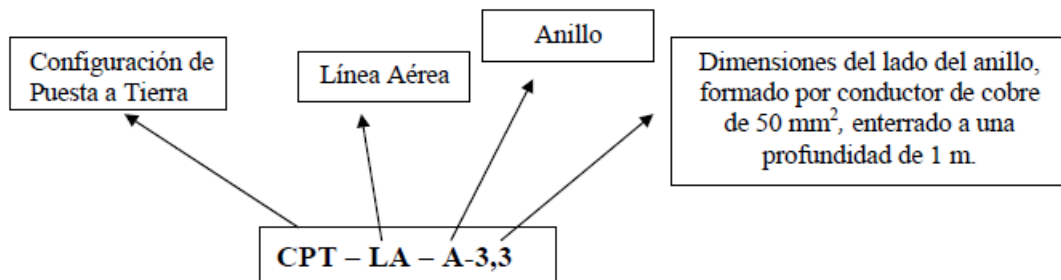 Configuración de
Puesta a Tierra
Línea Aérea
Anillo
Dimensiones del lado del anillo,
formado por conductor de cobre
de 50 mm², enterrado a una
profundidad de 1 m.
CPT – LA – A-3,3